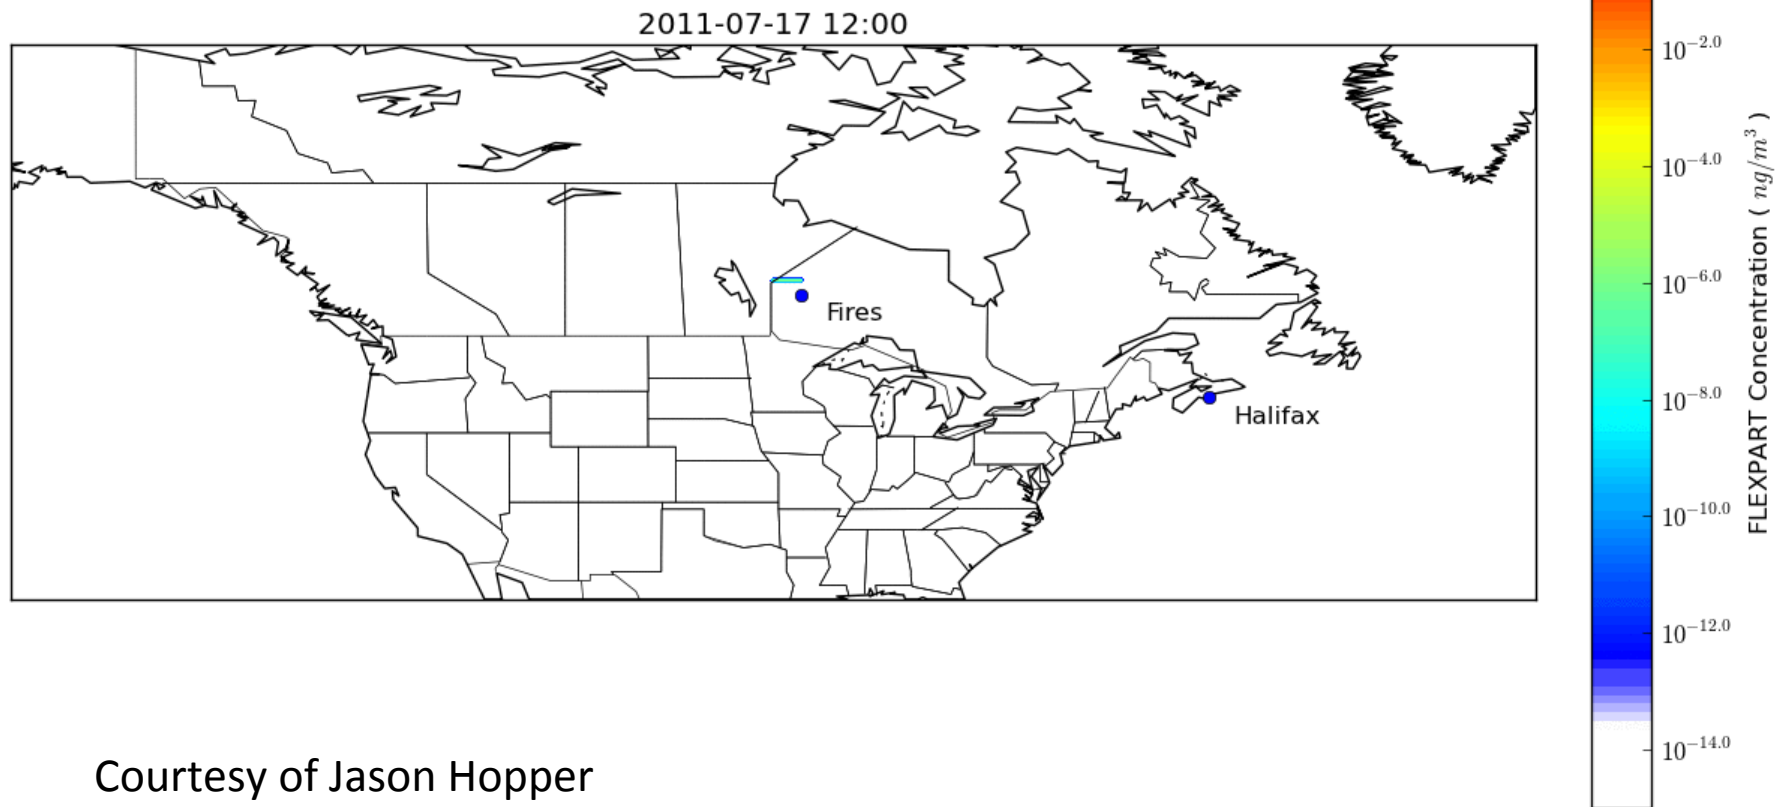 2011-07-17 12:00
Fires
Halifax
10^−2.0
10^−4.0
10^−6.0
10^−8.0
10^−10.0
10^−12.0
10^−14.0
FLEXPART Concentration ( ng/m^3 )
Courtesy of Jason Hopper